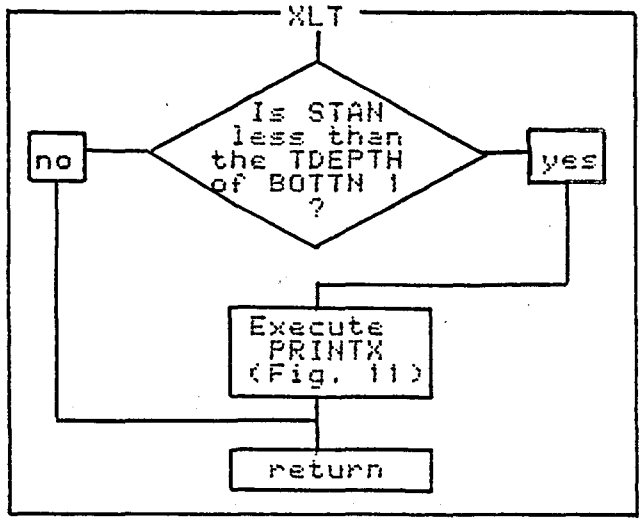 XLT
Is STAN
less than
the TDEPTH
of BOTTN 1
?
no
yes
Execute
PRINTX
(Fig. 11)
return